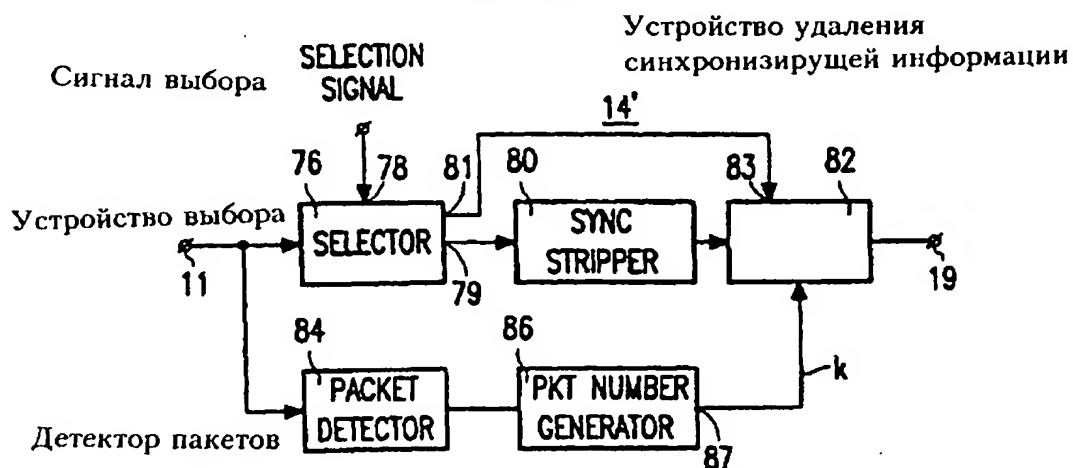 Устройство удаления
синхронизирущей информации
Сигнал выбора
SELECTION
SIGNAL
14'
76
78
81
80
83
82
Устройство выбора
SELECTOR
SYNC
STRIPPER
11
79
19
84
86
k
PACKET
DETECTOR
PKT NUMBER
GENERATOR
Детектор пакетов
87